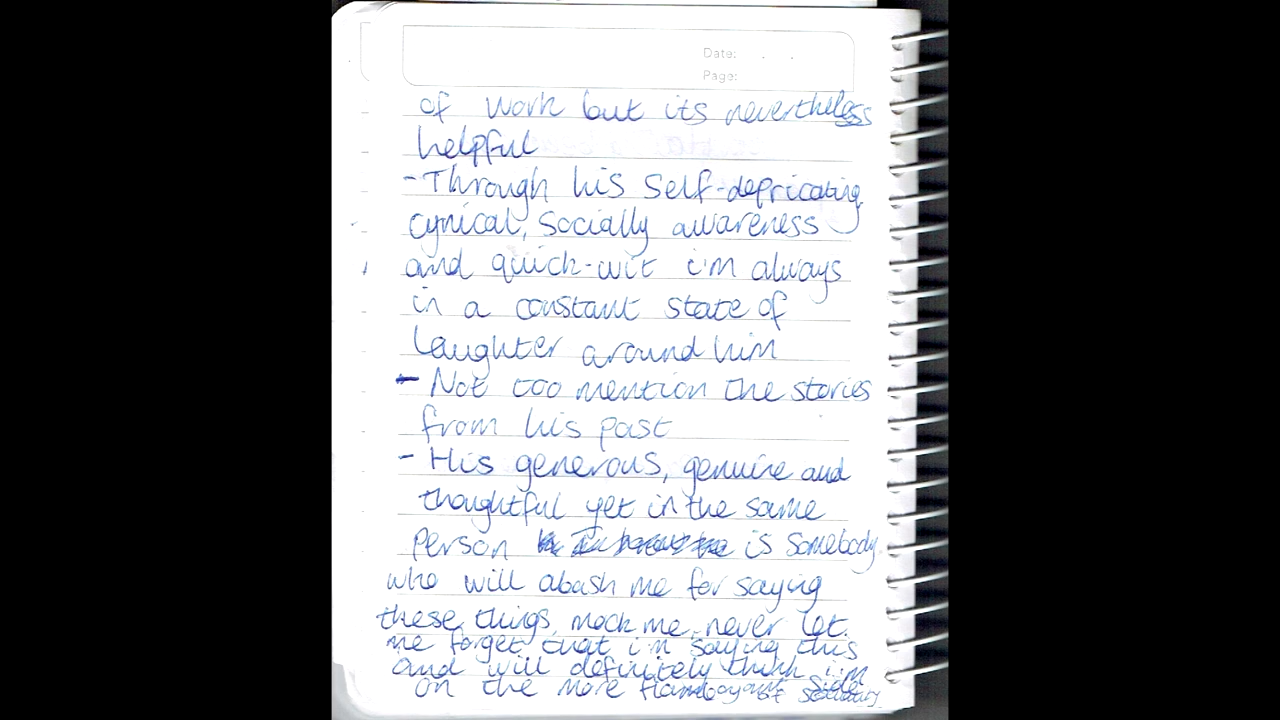 Date: . .
Page:
of work but its nevertheless
helpful
- Through his self-depricating
cynical, socially awareness
and quick-wit i'm always
in a constant state of
laughter around him
- Not too mention the stories
from his past
- His generous, genuine and
thoughtful yet in the same
person is somebody
who will abash me for saying
these things, mock me, never let
me forget that i'm saying this
and will definitely think i'm
on the more flamboyant side